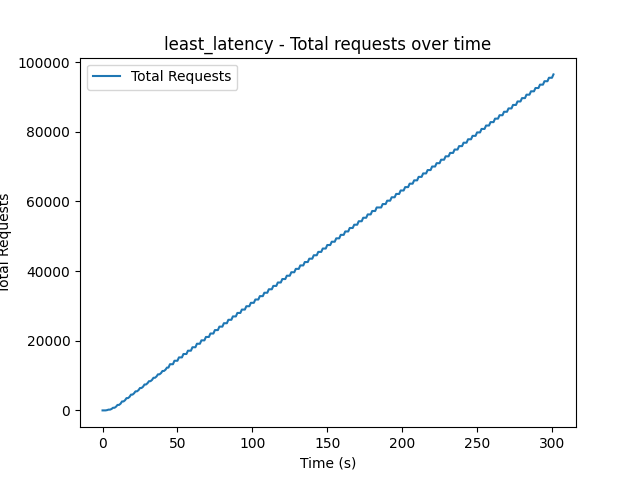 least_latency - Total requests over time
Total Requests
100000
80000
60000
40000
20000
0
Total Requests
0 50 100 150 200 250 300
Time (s)